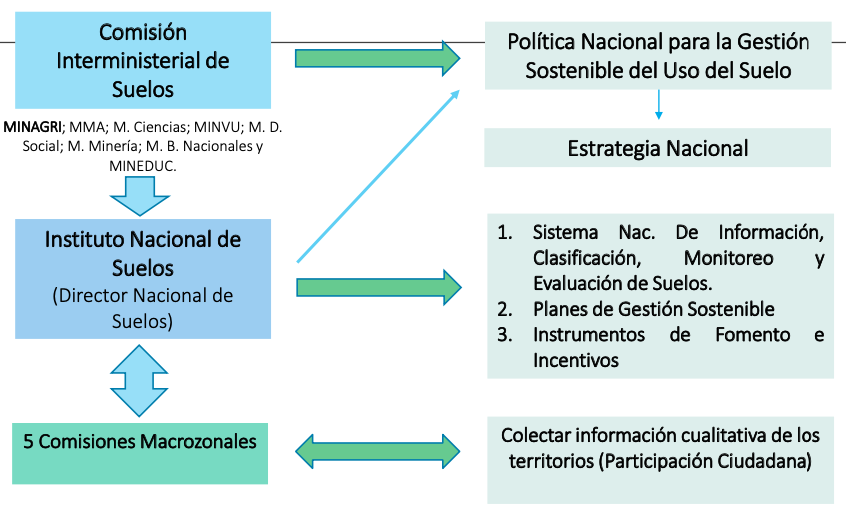 Comisión
Interministerial de
Suelos
MINAGRI; MMA; M. Ciencias; MINVU; M. D.
Social; M. Minería; M. B. Nacionales y
MINEDUC.
Instituto Nacional de
Suelos
(Director Nacional de
Suelos)
5 Comisiones Macrozonales
Política Nacional para la Gestión
Sostenible del Uso del Suelo
Estrategia Nacional
1. Sistema Nac. De Información,
Clasificación, Monitoreo y
Evaluación de Suelos.
2. Planes de Gestión Sostenible
3. Instrumentos de Fomento e
Incentivos
Colectar información cualitativa de los
territorios (Participación Ciudadana)